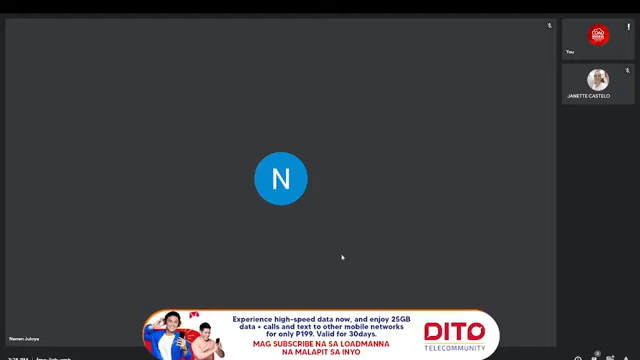 You
JANETTE CASTELO
N
Experience high-speed data now, and enjoy 25GB
data + calls and text to other mobile networks
for only P199. Valid for 30days.
MAG SUBSCRIBE NA SA LOADMANNA
NA MALAPIT SA INYO
DITO
TELECOMMUNITY